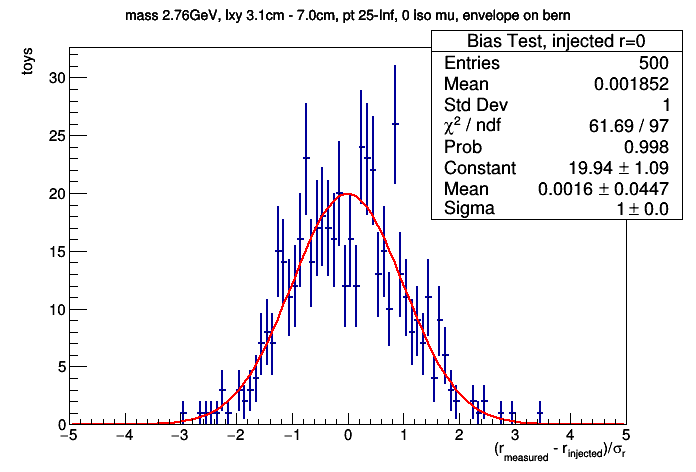 mass 2.76GeV, lxy 3.1cm - 7.0cm, pt 25-Inf, 0 Iso mu, envelope on bern
Bias Test, injected r=0
Entries 500
Mean 0.001852
Std Dev 1
χ² / ndf 61.69 / 97
Prob 0.998
Constant 19.94 ± 1.09
Mean 0.0016 ± 0.0447
Sigma 1 ± 0.0
toys
30
25
20
15
10
5
0
−5 −4 −3 −2 −1 0 1 2 3 4 5
(r_measured - r_injected)/σ_r